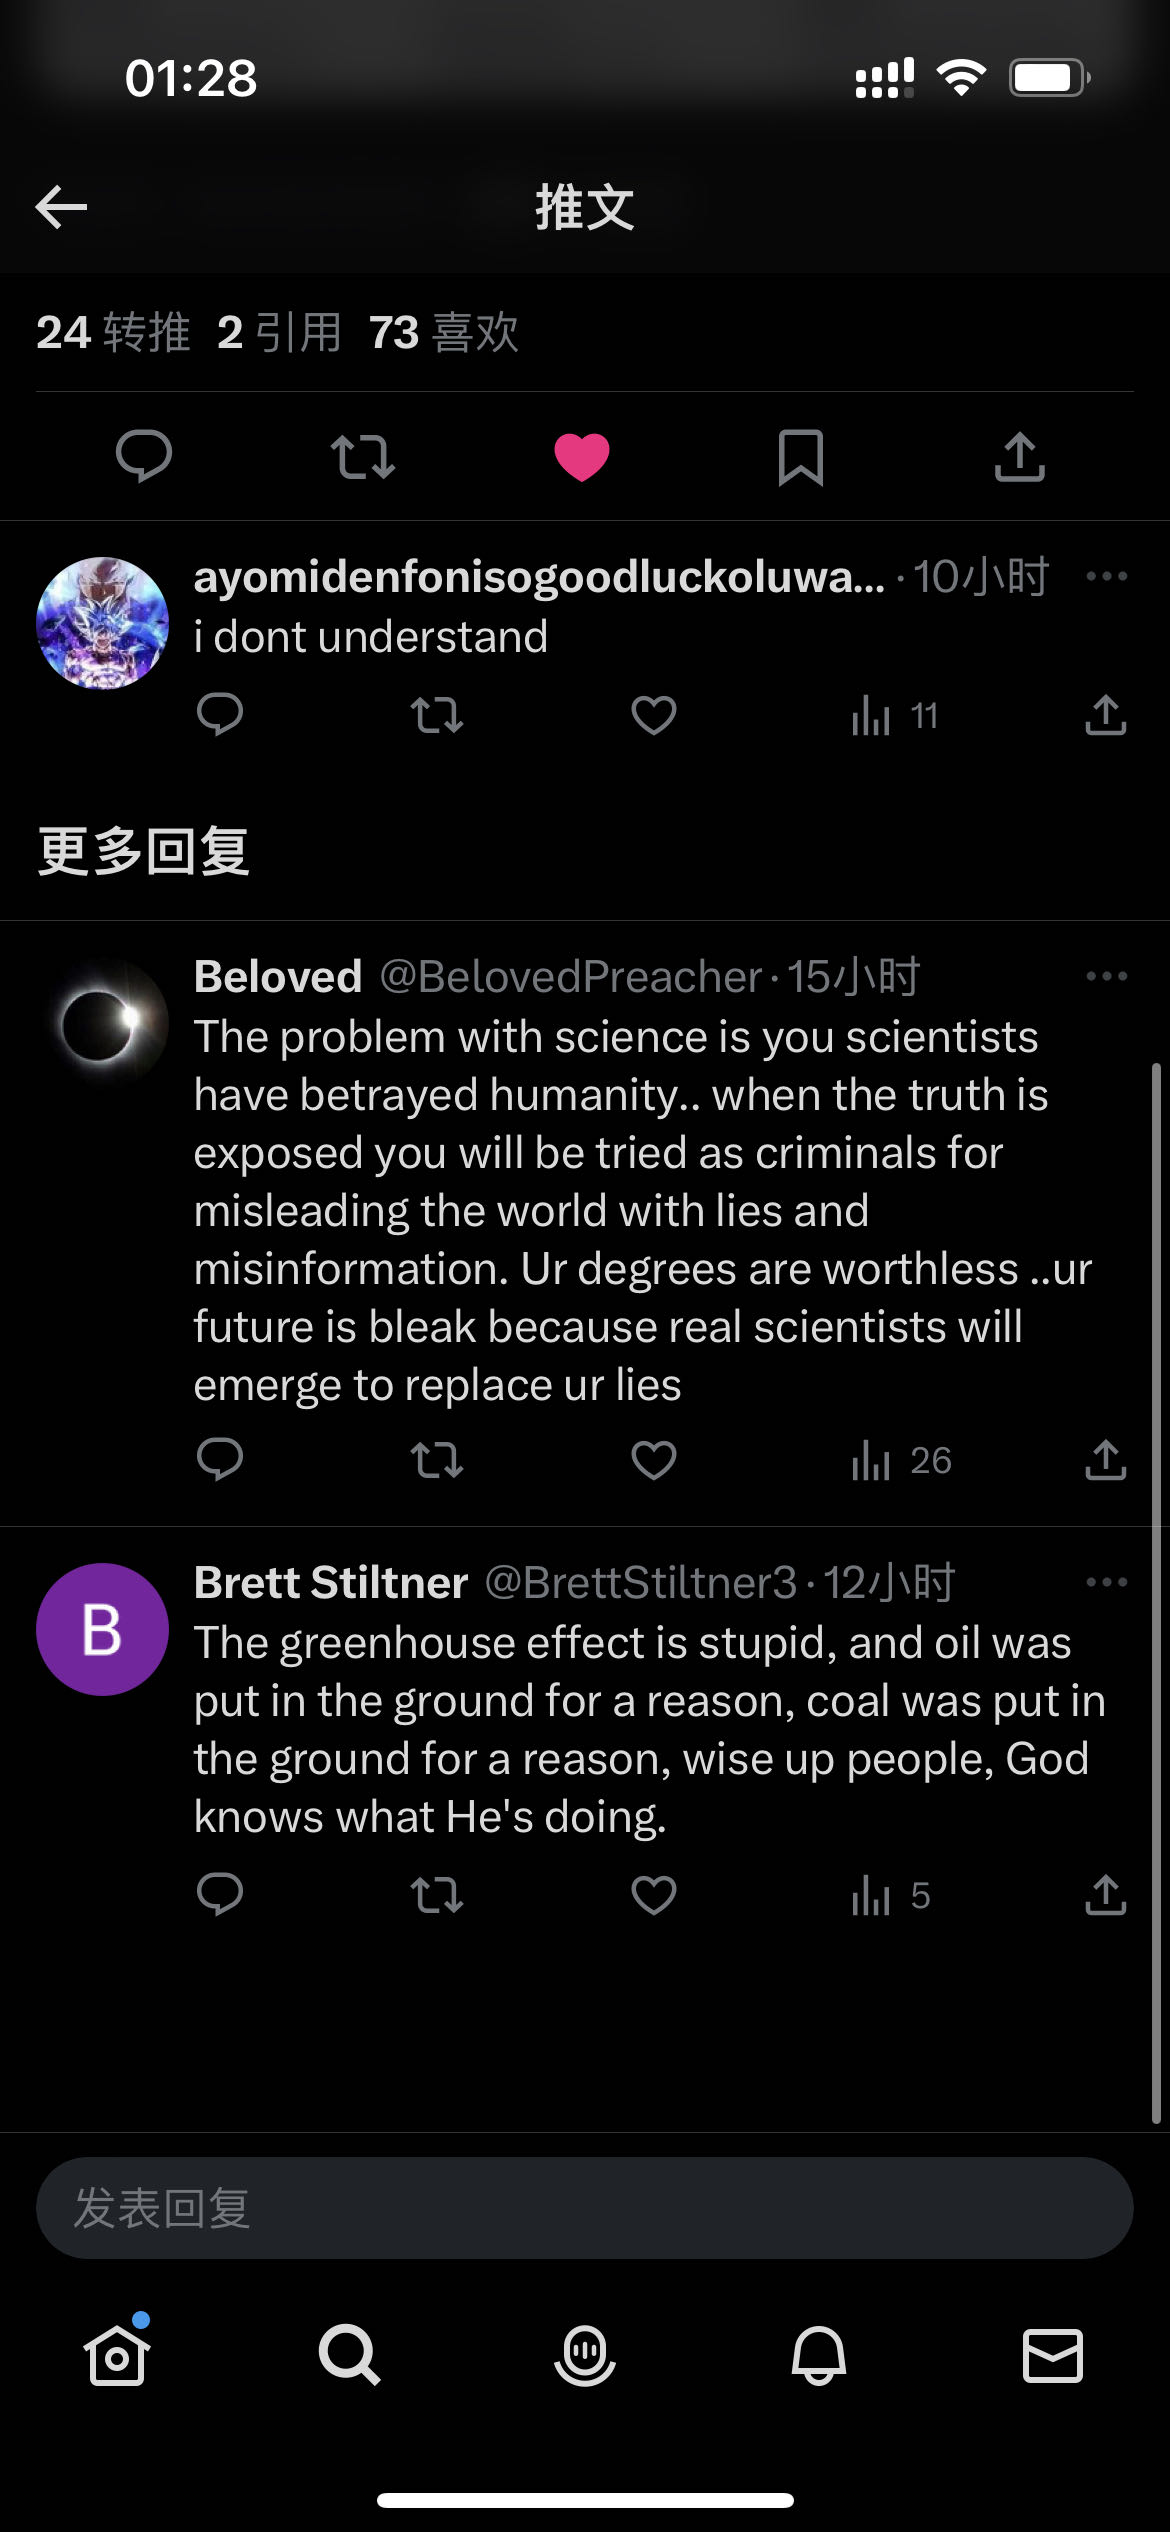 01:28
推文
24 转推 2 引用 73 喜欢
ayomidenfonisogoodluckoluwa... · 10小时
i dont understand
11
更多回复
Beloved @BelovedPreacher · 15小时
The problem with science is you scientists
have betrayed humanity.. when the truth is
exposed you will be tried as criminals for
misleading the world with lies and
misinformation. Ur degrees are worthless ..ur
future is bleak because real scientists will
emerge to replace ur lies
26
B
Brett Stiltner @BrettStiltner3 · 12小时
The greenhouse effect is stupid, and oil was
put in the ground for a reason, coal was put in
the ground for a reason, wise up people, God
knows what He's doing.
5
发表回复